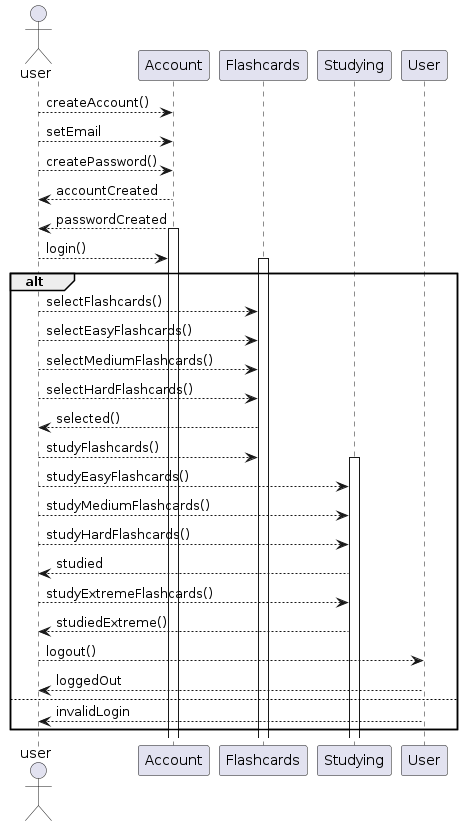 user
Account Flashcards Studying User
createAccount()
setEmail
createPassword()
accountCreated
passwordCreated
login()
alt
selectFlashcards()
selectEasyFlashcards()
selectMediumFlashcards()
selectHardFlashcards()
selected()
studyFlashcards()
studyEasyFlashcards()
studyMediumFlashcards()
studyHardFlashcards()
studied
studyExtremeFlashcards()
studiedExtreme()
logout()
loggedOut
invalidLogin
user
Account Flashcards Studying User